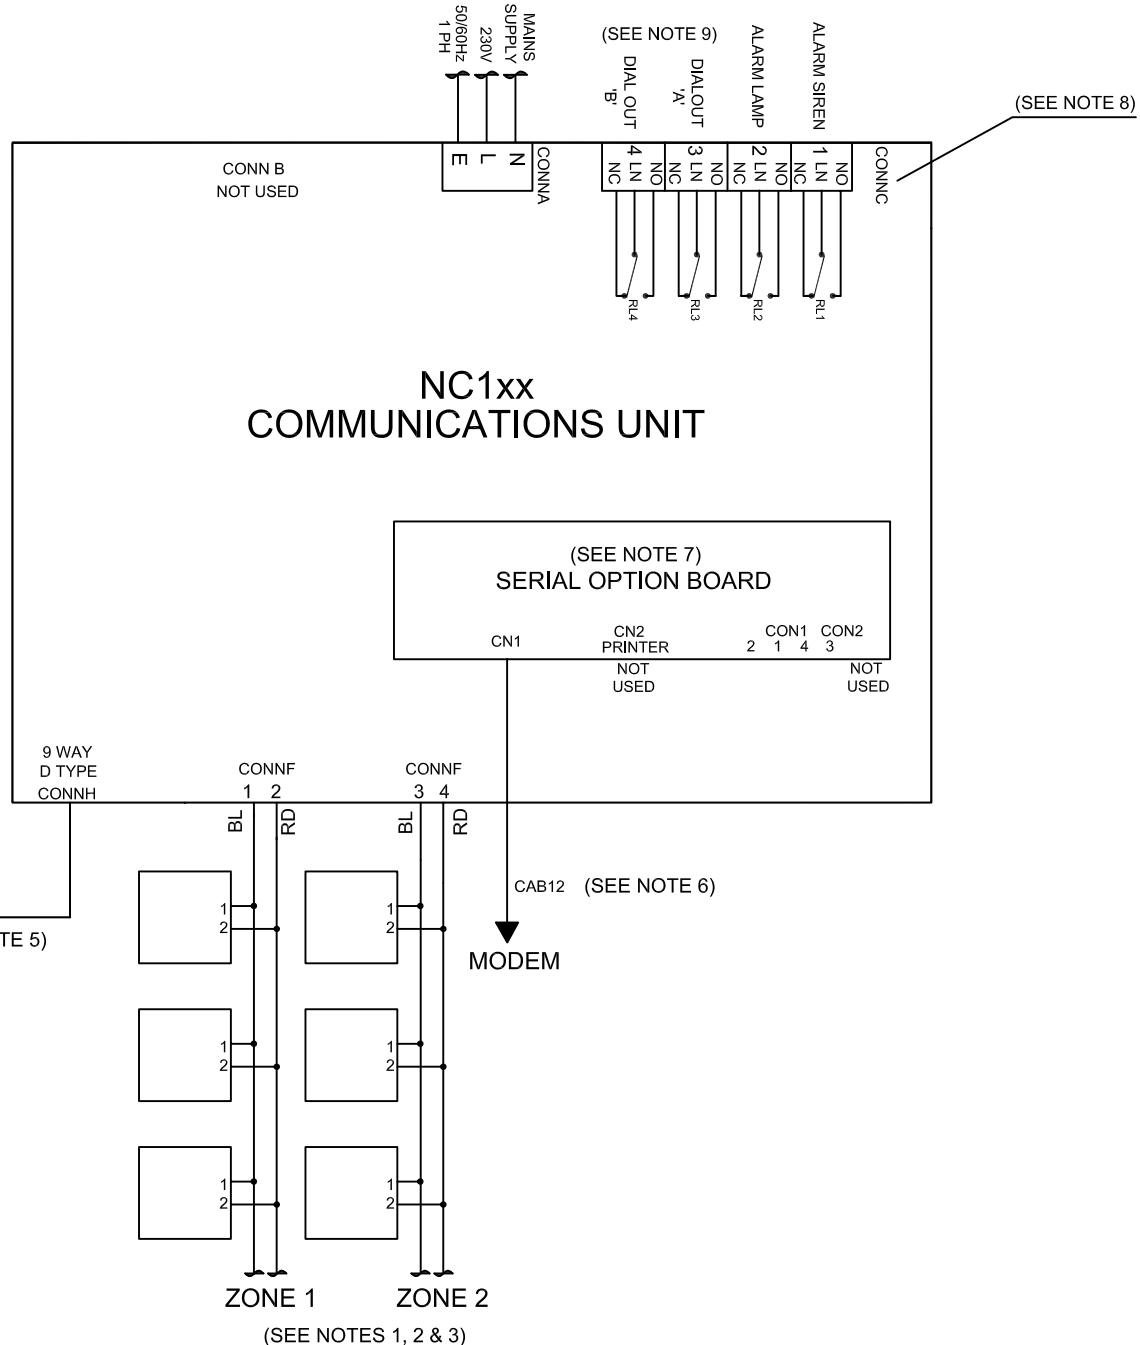 MAINS
SUPPLY
230V
50/60Hz
1 PH
(SEE NOTE 9)
DIAL OUT
'B'
DIALOUT
'A'
ALARM LAMP
ALARM SIREN
(SEE NOTE 8)
CONN B
NOT USED
E L N
CONNA
NC 4 LN NO
NC 3 LN NO
NC 2 LN NO
NC 1 LN NO
CONNC
RL4
RL3
RL2
RL1
NC1xx
COMMUNICATIONS UNIT
(SEE NOTE 7)
SERIAL OPTION BOARD
CN1
CN2
PRINTER
NOT
USED
CON1 CON2
2 1 4 3
NOT
USED
9 WAY
D TYPE
CONNH
CONNF
1 2
CONNF
3 4
BL RD
BL RD
TE 5)
CAB12 (SEE NOTE 6)
MODEM
1
2
1
2
1
2
1
2
1
2
1
2
ZONE 1
ZONE 2
(SEE NOTES 1, 2 & 3)